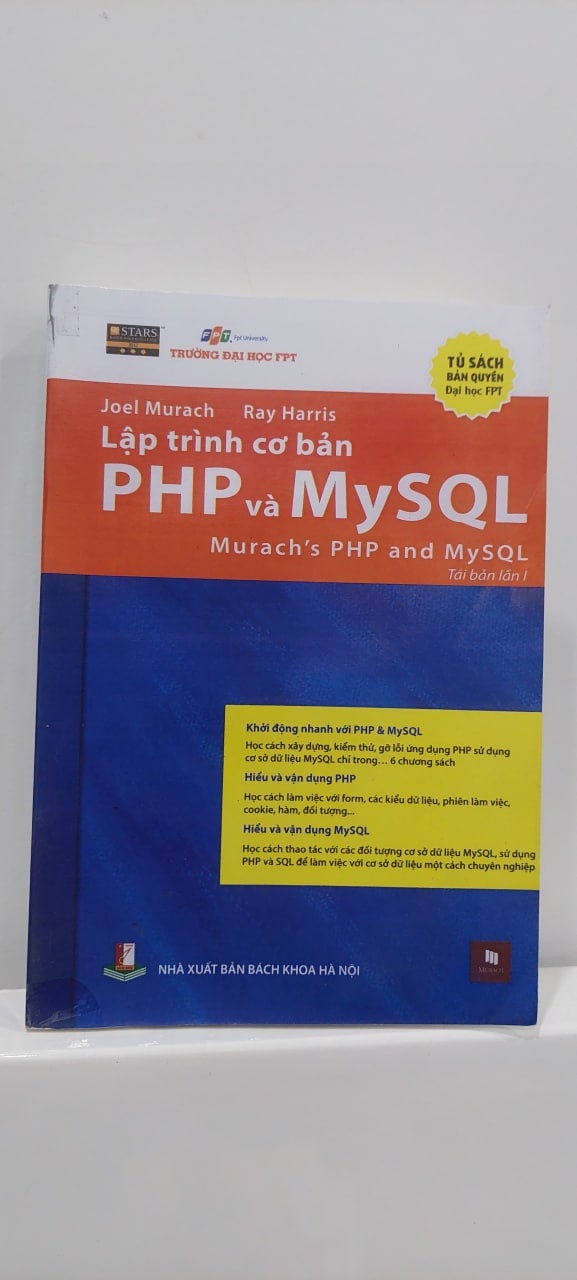 STARS
2012
FPT. Fpt University
TRƯỜNG ĐẠI HỌC FPT
TỦ SÁCH
BẢN QUYỀN
Đại học FPT
Joel Murach Ray Harris
Lập trình cơ bản
PHP và MySQL
Murach's PHP and MySQL
Tái bản lần I
Khởi động nhanh với PHP & MySQL
Học cách xây dựng, kiểm thử, gỡ lỗi ứng dụng PHP sử dụng
cơ sở dữ liệu MySQL chỉ trong... 6 chương sách
Hiểu và vận dụng PHP
Học cách làm việc với form, các kiểu dữ liệu, phiên làm việc,
cookie, hàm, đối tượng...
Hiểu và vận dụng MySQL
Học cách thao tác với các đối tượng cơ sở dữ liệu MySQL, sử dụng
PHP và SQL để làm việc với cơ sở dữ liệu một cách chuyên nghiệp
NHÀ XUẤT BẢN BÁCH KHOA HÀ NỘI
MURACH